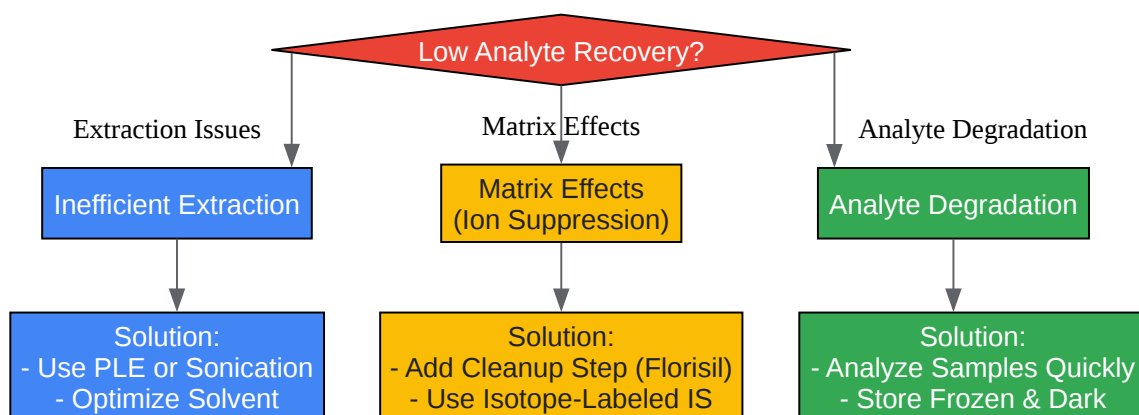 Low Analyte Recovery?
Extraction Issues
Matrix Effects
Analyte Degradation
Inefficient Extraction
Matrix Effects
(Ion Suppression)
Analyte Degradation
Solution:
- Use PLE or Sonication
- Optimize Solvent
Solution:
- Add Cleanup Step (Florisil)
- Use Isotope-Labeled IS
Solution:
- Analyze Samples Quickly
- Store Frozen & Dark